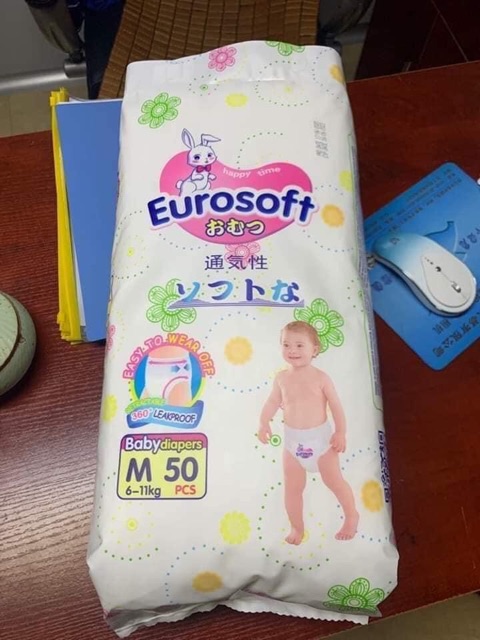 happy time
Eurosoft
おむつ
通気性
ソフトな
EASY-TO WEAR OFF
360° LEAKPROOF
Baby diapers
M 50
6-11kg PCS
Eurosoft